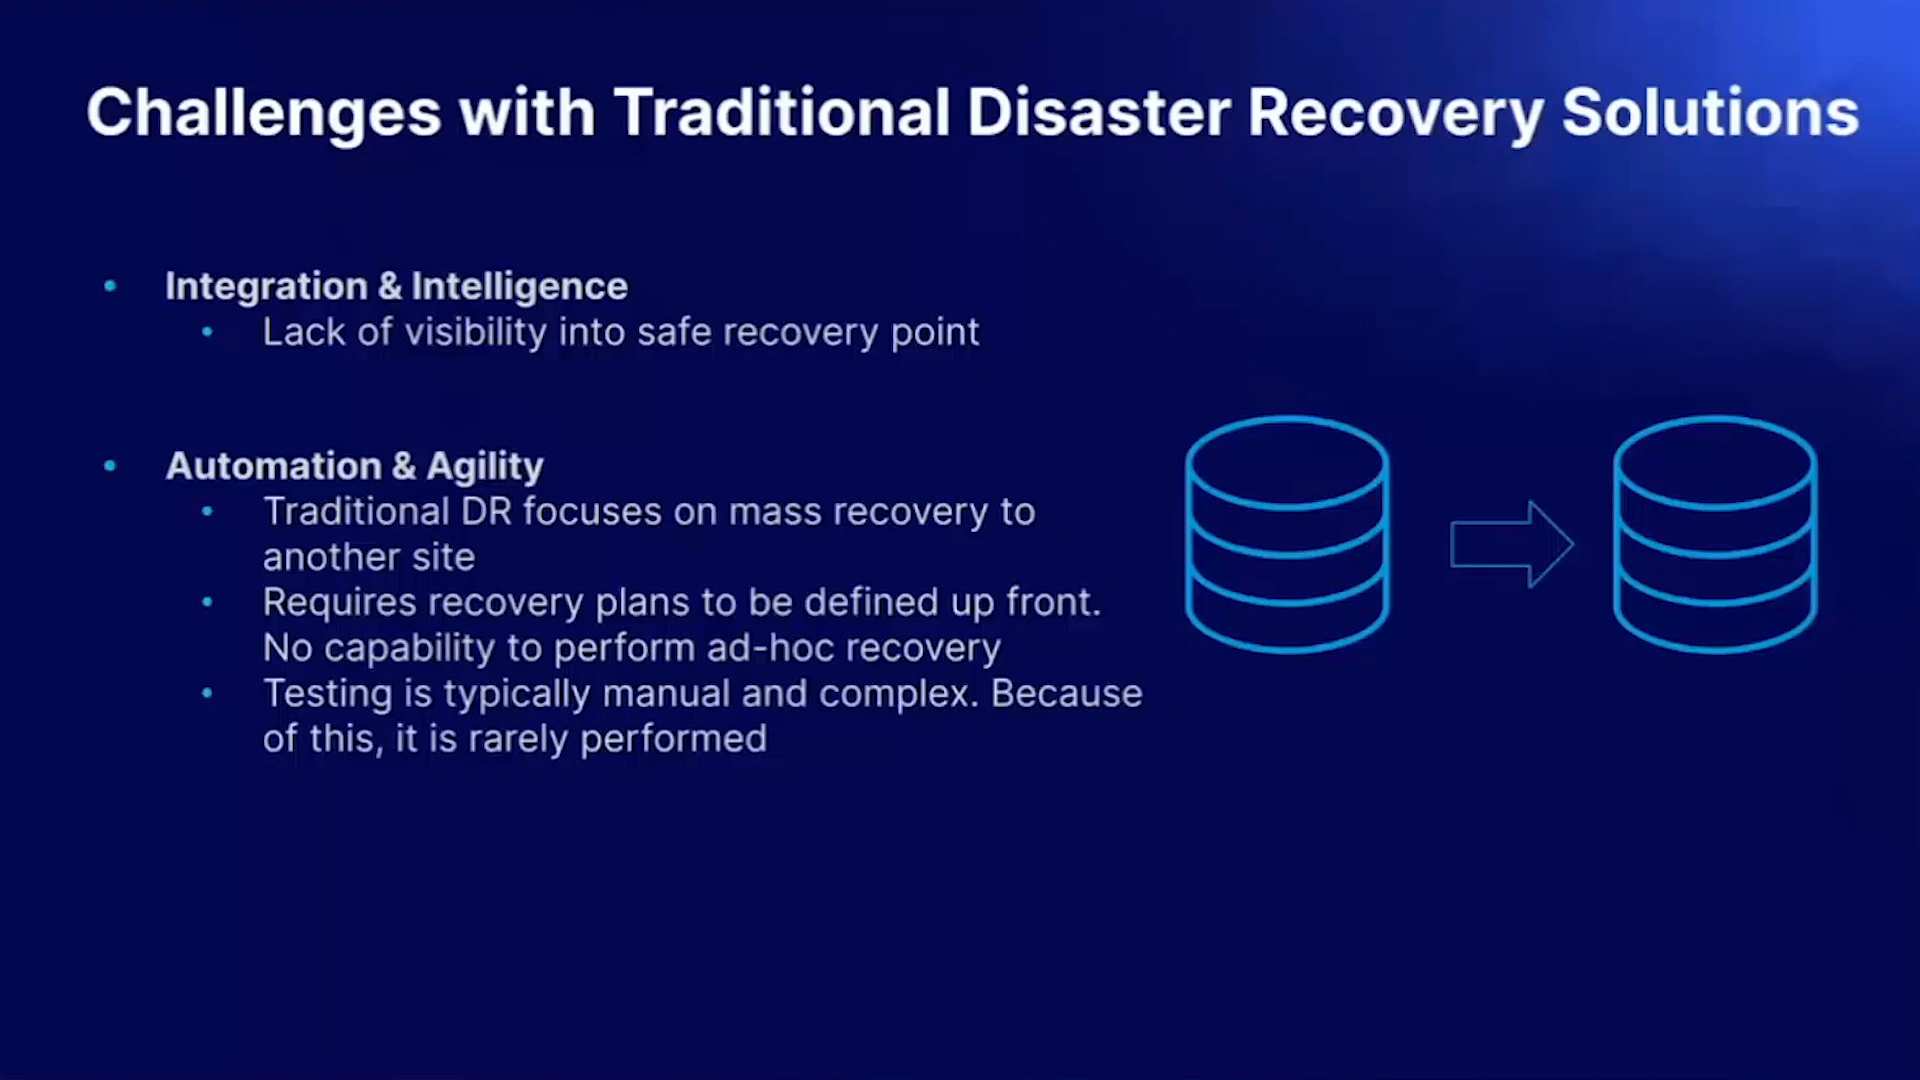 Challenges with Traditional Disaster Recovery Solutions
• Integration & Intelligence
• Lack of visibility into safe recovery point
• Automation & Agility
• Traditional DR focuses on mass recovery to
another site
• Requires recovery plans to be defined up front.
No capability to perform ad-hoc recovery
• Testing is typically manual and complex. Because
of this, it is rarely performed